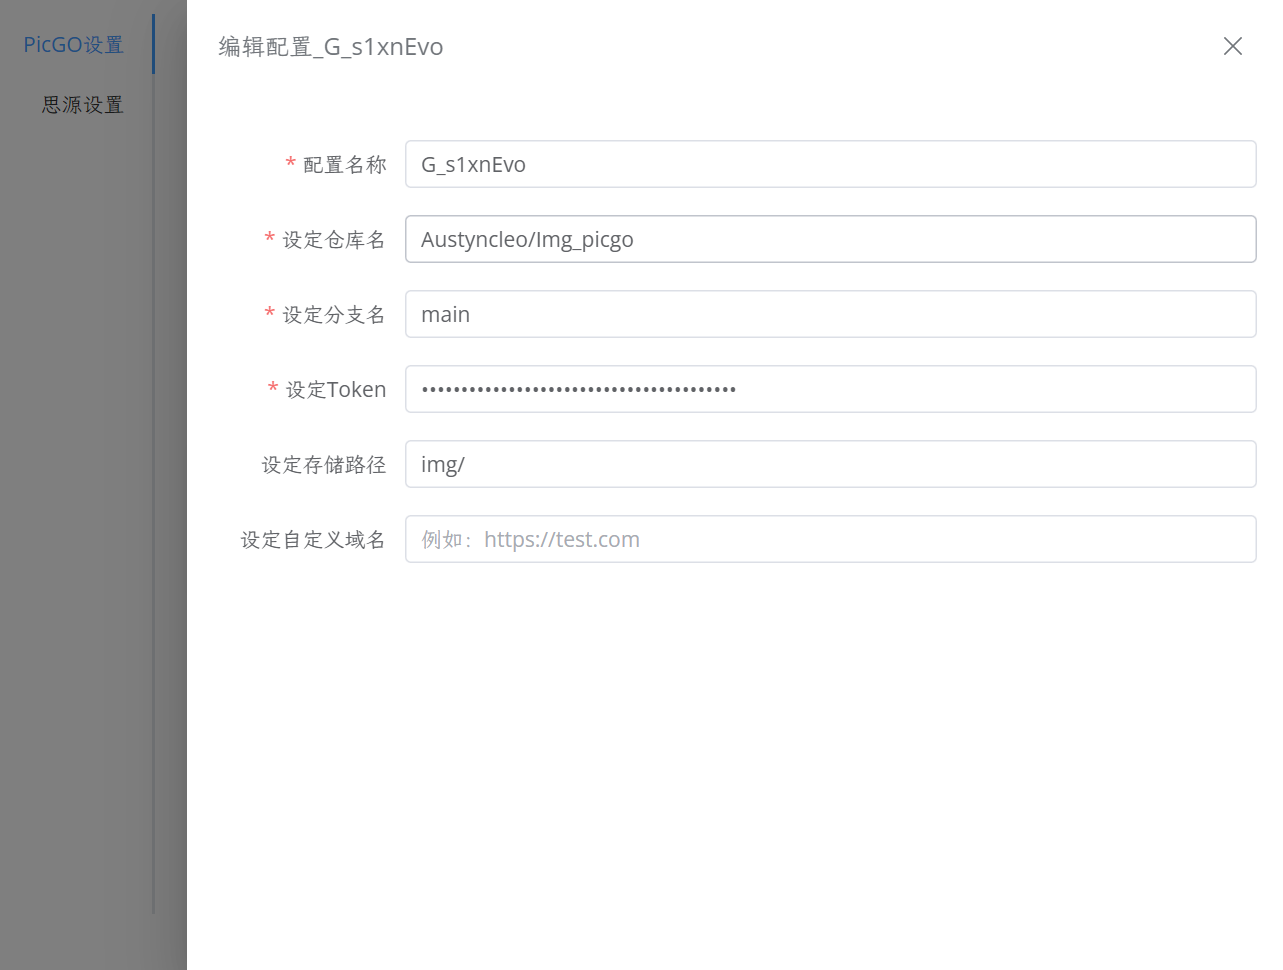 PicGO设置
思源设置
编辑配置_G_s1xnEvo
* 配置名称 G_s1xnEvo
* 设定仓库名 Austyncleo/Img_picgo
* 设定分支名 main
* 设定Token ••••••••••••••••••••••••••••••••••••••••
设定存储路径 img/
设定自定义域名 例如：https://test.com